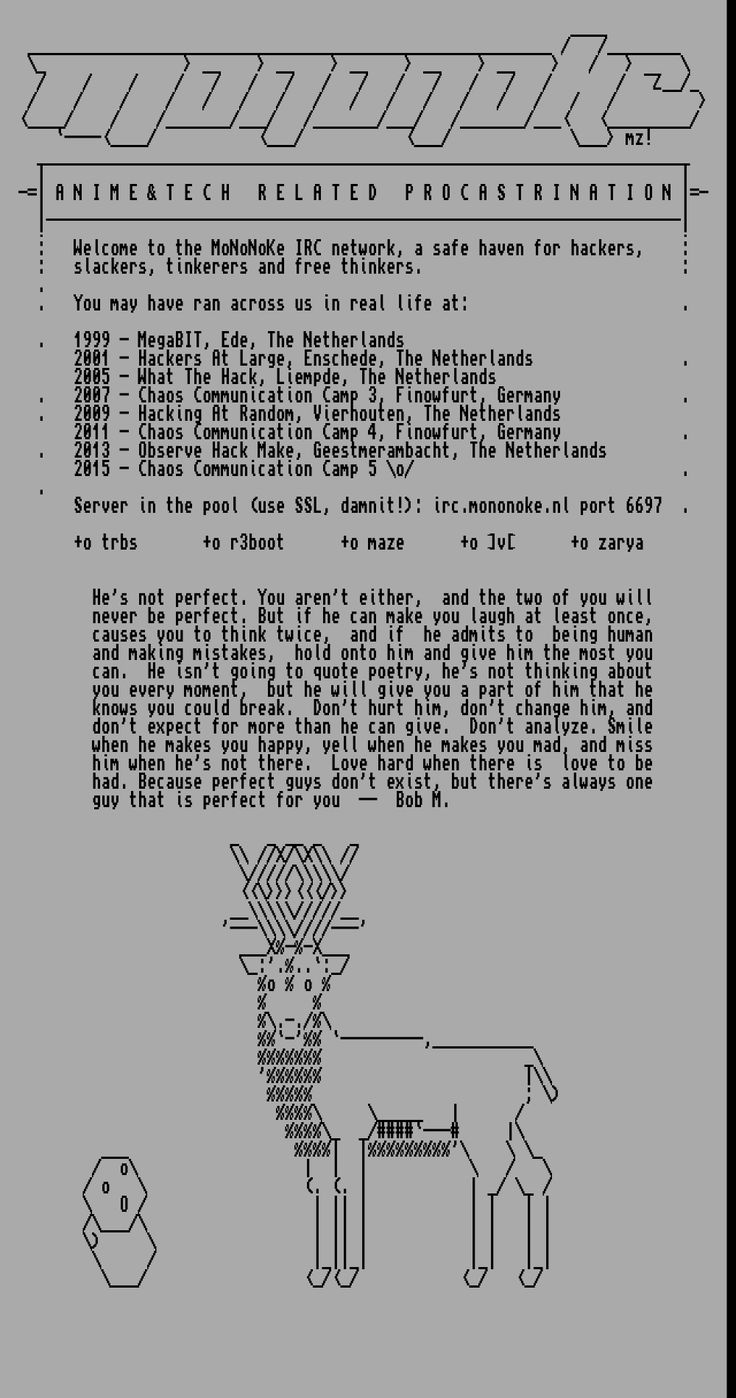 mononoke
mz!
ANIME&TECH RELATED PROCASTRINATION
Welcome to the MoNoNoKe IRC network, a safe haven for hackers,
slackers, tinkerers and free thinkers.
You may have ran across us in real life at:
1999 - MegaBIT, Ede, The Netherlands
2001 - Hackers At Large, Enschede, The Netherlands
2005 - What The Hack, Liempde, The Netherlands
2007 - Chaos Communication Camp 3, Finowfurt, Germany
2009 - Hacking At Random, Vierhouten, The Netherlands
2011 - Chaos Communication Camp 4, Finowfurt, Germany
2013 - Observe Hack Make, Geestmerambacht, The Netherlands
2015 - Chaos Communication Camp 5 \o/
Server in the pool (use SSL, damnit!): irc.mononoke.nl port 6697
+o trbs +o r3boot +o maze +o ]v[ +o zarya
He's not perfect. You aren't either,  and the two of you will
never be perfect. But if he can make you laugh at least once,
causes you to think twice,  and if  he admits to  being human
and making mistakes,  hold onto him and give him the most you
can.  He isn't going to quote poetry, he's not thinking about
you every moment,  but he will give you a part of him that he
knows you could break.  Don't hurt him, don't change him, and
don't expect for more than he can give.  Don't analyze. Smile
when he makes you happy, yell when he makes you mad, and miss
him when he's not there.  Love hard when there is  love to be
had. Because perfect guys don't exist, but there's always one
guy that is perfect for you  --  Bob M.